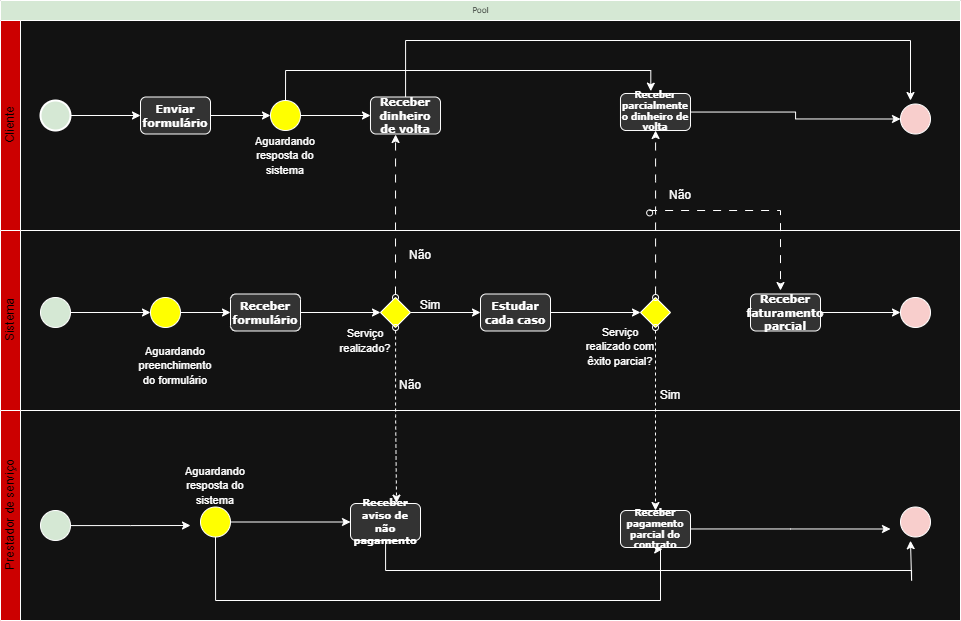 Pool
Cliente
Enviar
formulário
Aguardando
resposta do
sistema
Receber
dinheiro
de volta
Receber
parcialmente
o dinheiro de
volta
Não
Não
Sistema
Aguardando
preenchimento
do formulário
Receber
formulário
Serviço
realizado?
Sim
Estudar
cada caso
Serviço
realizado com
êxito parcial?
Receber
faturamento
parcial
Não
Sim
Prestador de serviço
Aguardando
resposta do
sistema
Receber
aviso de
não
pagamento
Receber
pagamento
parcial do
contrato